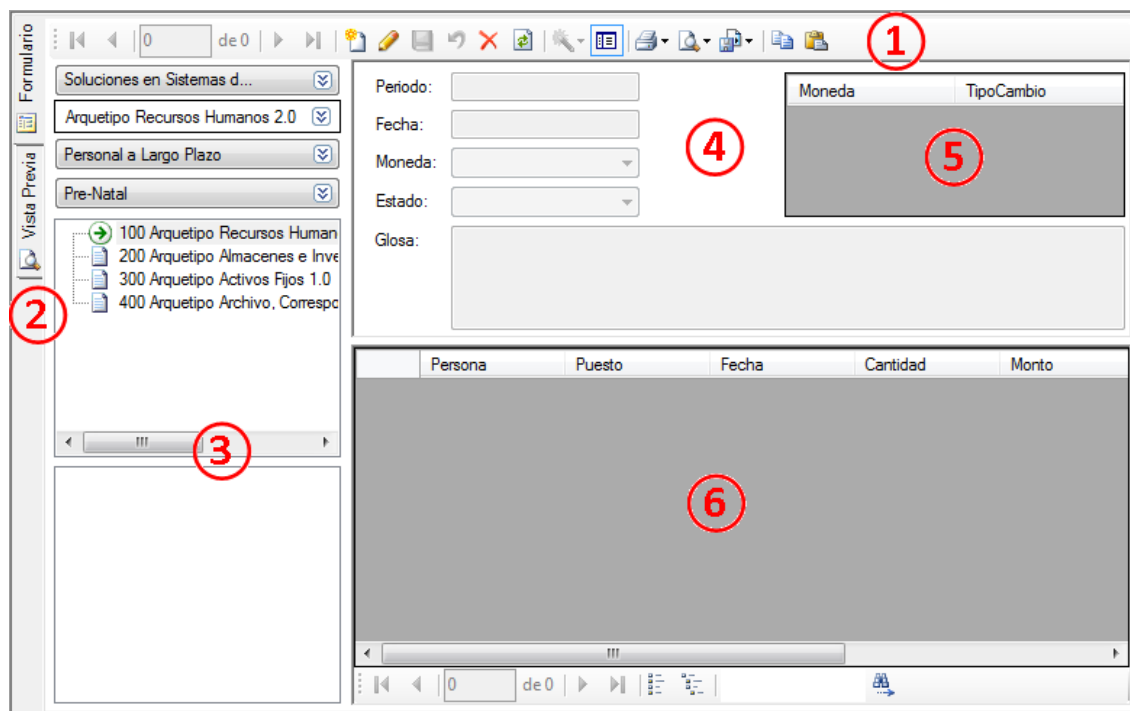 Formulario
Vista Previa
0 de 0
1
Soluciones en Sistemas d...
Arquetipo Recursos Humanos 2.0
Personal a Largo Plazo
Pre-Natal
100 Arquetipo Recursos Human
200 Arquetipo Almacenes e Inve
300 Arquetipo Activos Fijos 1.0
400 Arquetipo Archivo, Correspc
2
3
Periodo:
Fecha:
Moneda:
Estado:
Glosa:
4
Moneda TipoCambio
5
Persona Puesto Fecha Cantidad Monto
6
0 de 0